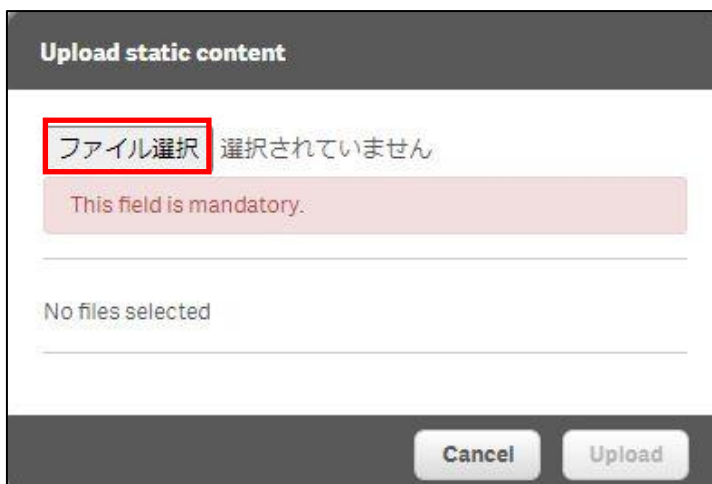 Upload static content
ファイル選択 選択されていません
This field is mandatory.
No files selected
Cancel Upload